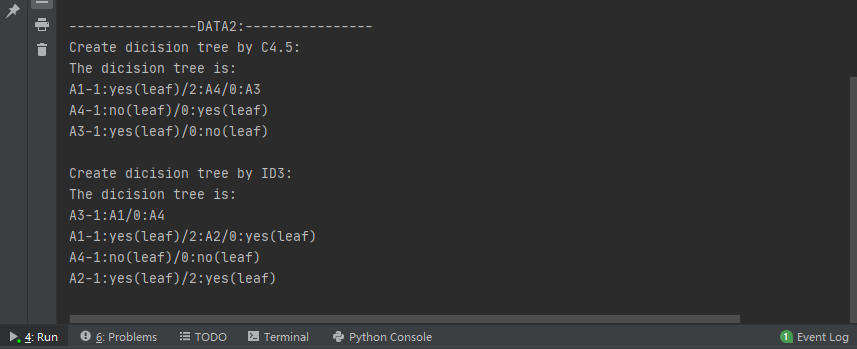 ----------------DATA2:----------------
Create dicision tree by C4.5:
The dicision tree is:
A1-1:yes(leaf)/2:A4/0:A3
A4-1:no(leaf)/0:yes(leaf)
A3-1:yes(leaf)/0:no(leaf)
Create dicision tree by ID3:
The dicision tree is:
A3-1:A1/0:A4
A1-1:yes(leaf)/2:A2/0:yes(leaf)
A4-1:no(leaf)/0:no(leaf)
A2-1:yes(leaf)/2:yes(leaf)
4: Run 6: Problems TODO Terminal Python Console 1 Event Log